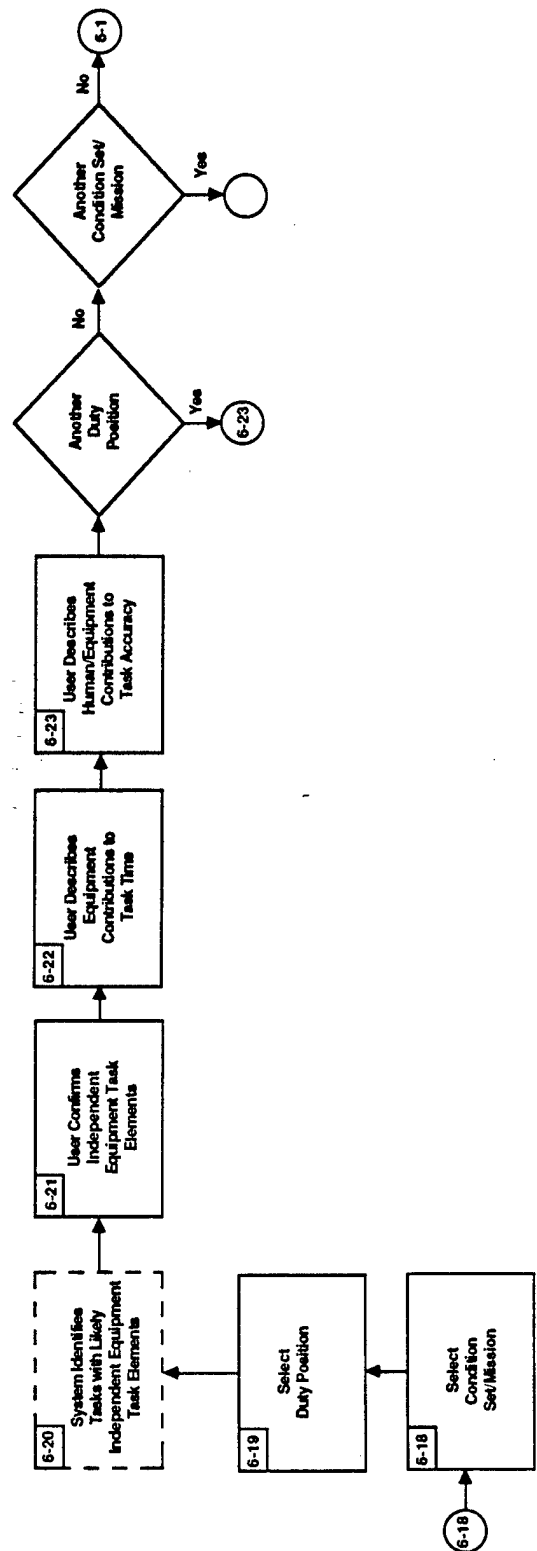 6-18
6-18
Select
Condition
Set/Mission
6-19
Select
Duty Position
6-20
System Identifies
Tasks with Likely
Independent Equipment
Task Elements
6-21
User Confirms
Independent
Equipment Task
Elements
6-22
User Describes
Equipment
Contributions to
Task Time
6-23
User Describes
Human/Equipment
Contributions to
Task Accuracy
Another
Duty
Position
Yes
6-23
No
Another
Condition Set/
Mission
Yes
No
6-1